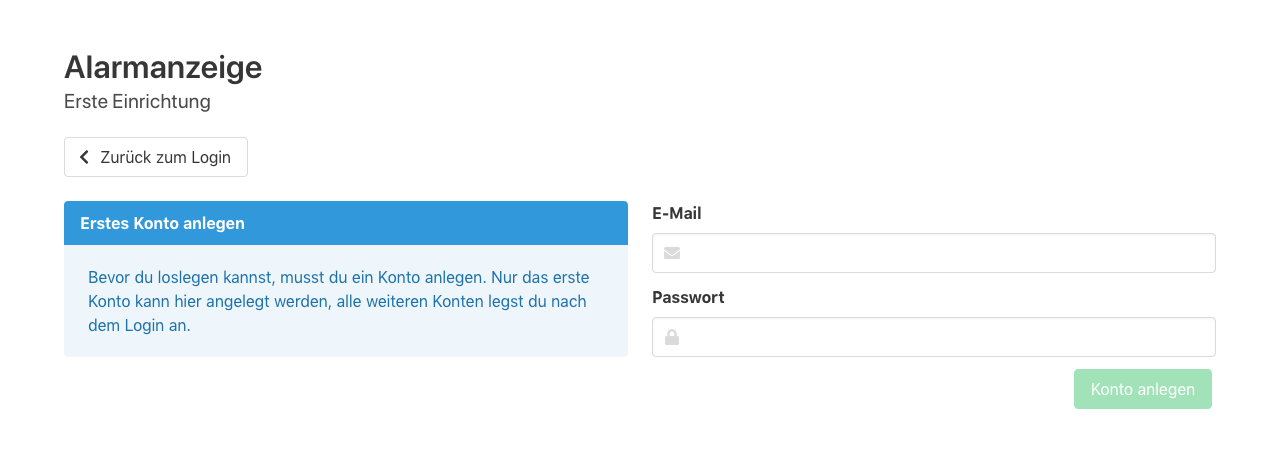 Alarmanzeige
Erste Einrichtung
Zurück zum Login
Erstes Konto anlegen
Bevor du loslegen kannst, musst du ein Konto anlegen. Nur das erste
Konto kann hier angelegt werden, alle weiteren Konten legst du nach
dem Login an.
E-Mail
Passwort
Konto anlegen